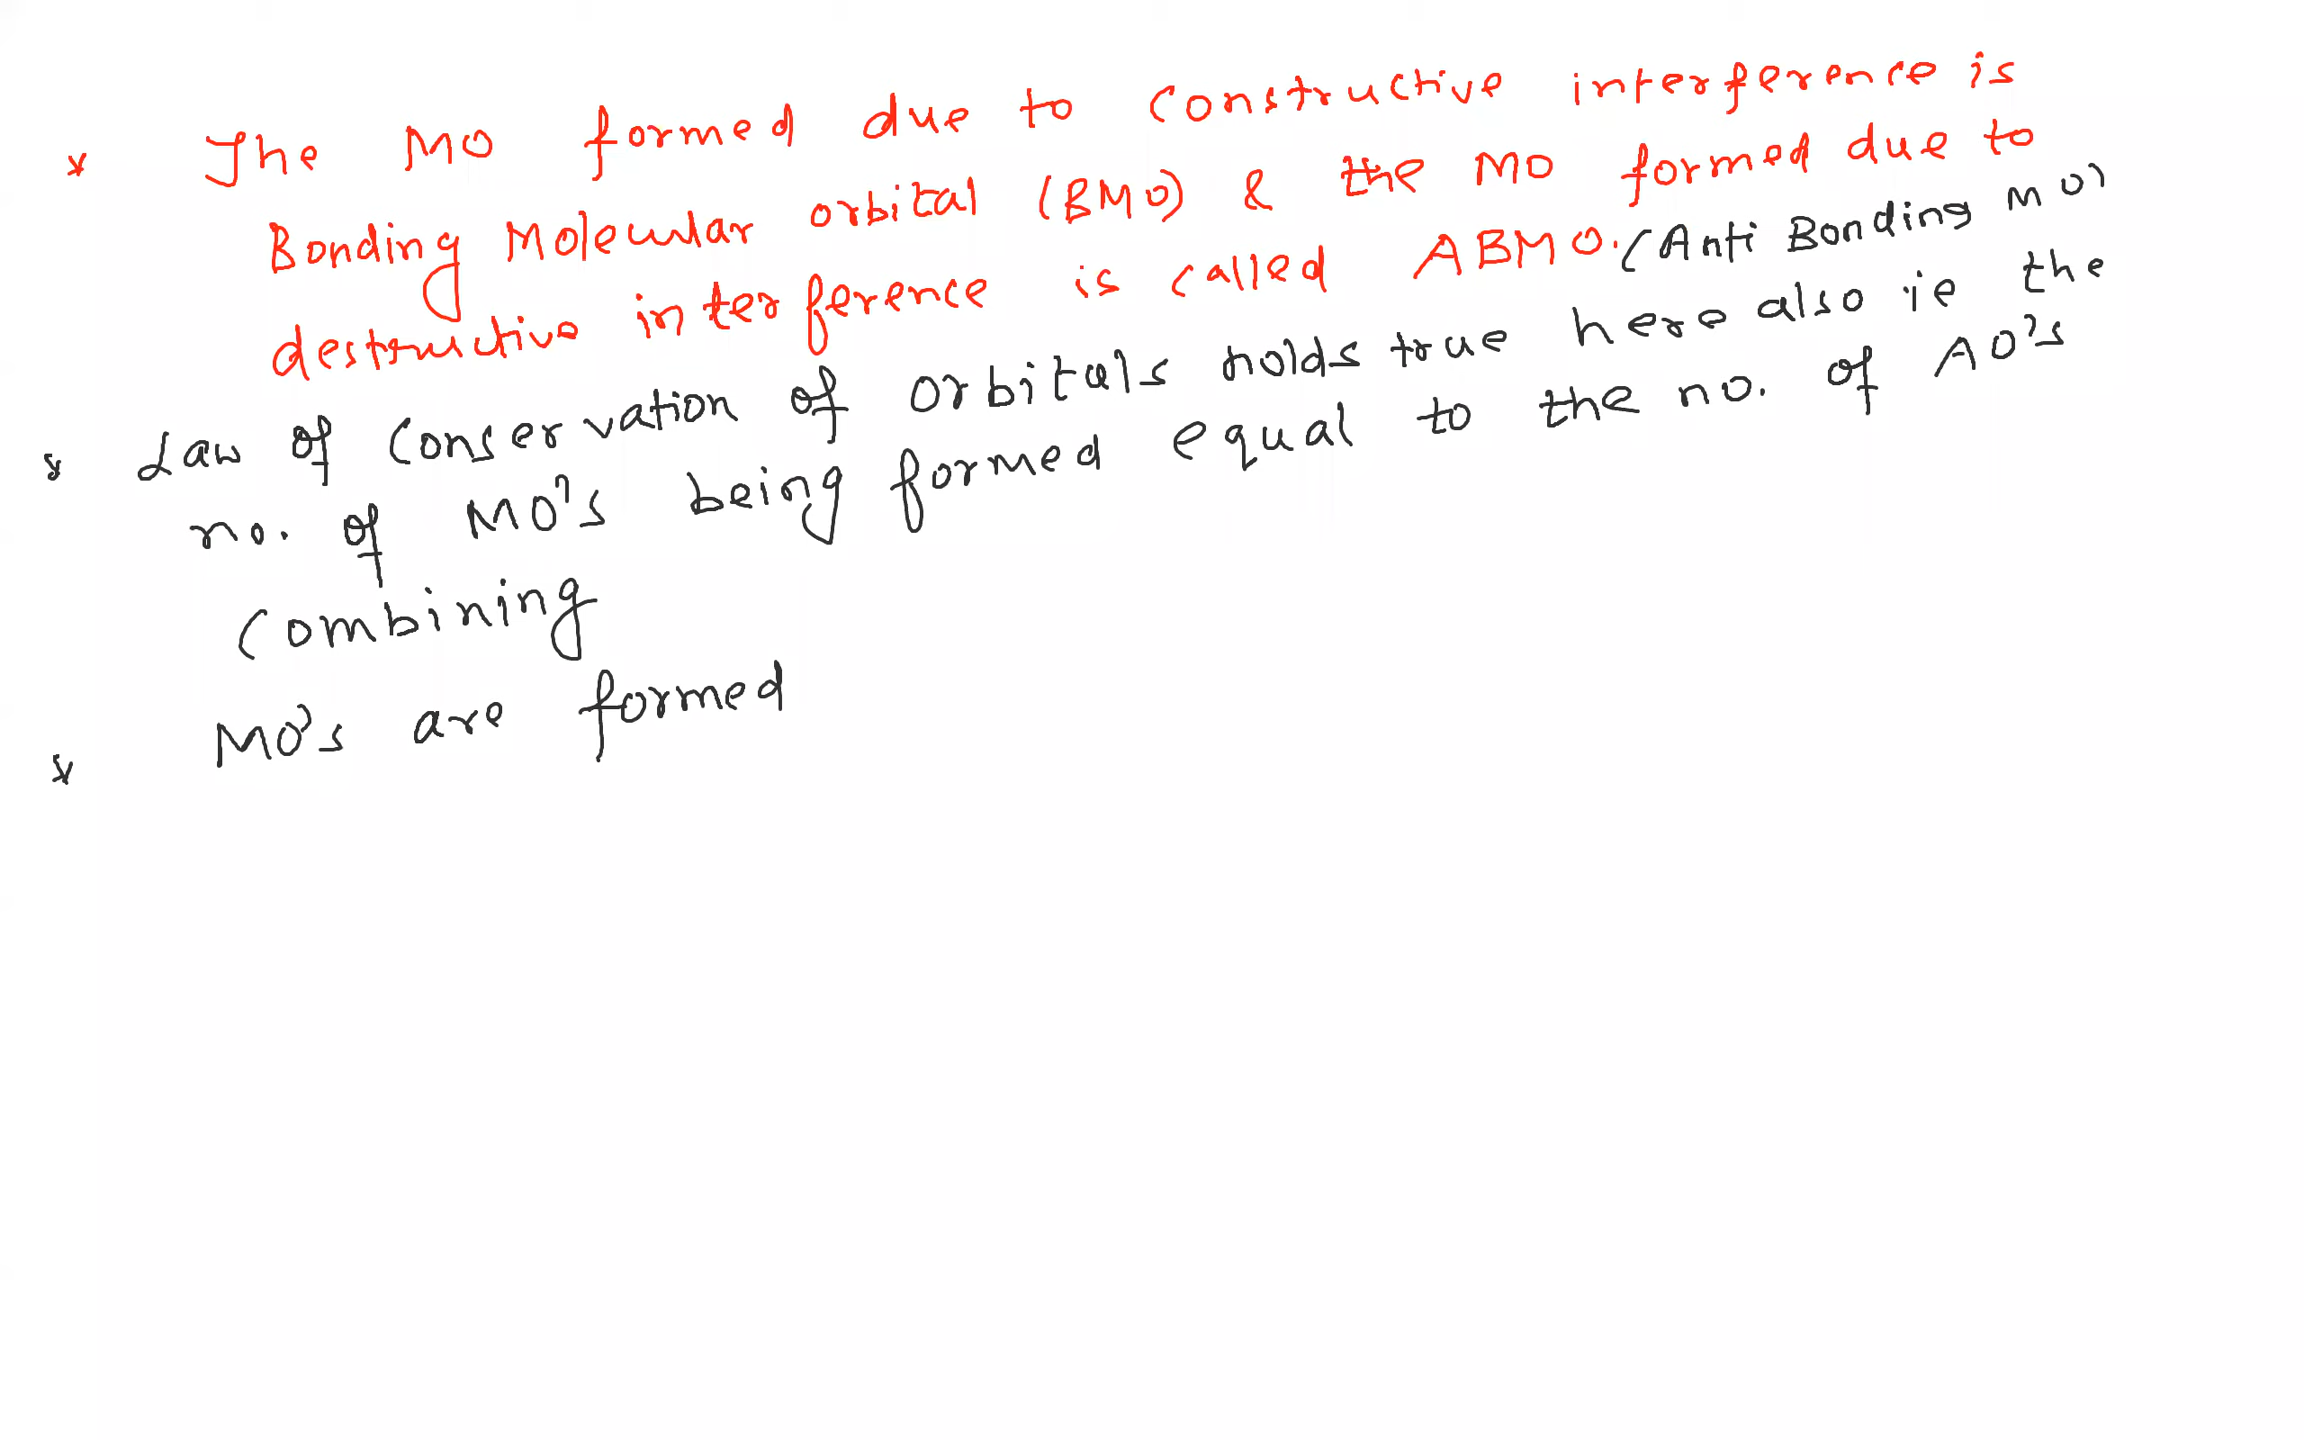 * The MO formed due to constructive interference is
Bonding Molecular orbital (BMO) & the MO formed due to
destructive interference is called ABMO. (Anti Bonding MO)
* Law of conservation of orbitals holds true here also ie the
no. of MO's being formed equal to the no. of AO's
combining
* MO's are formed